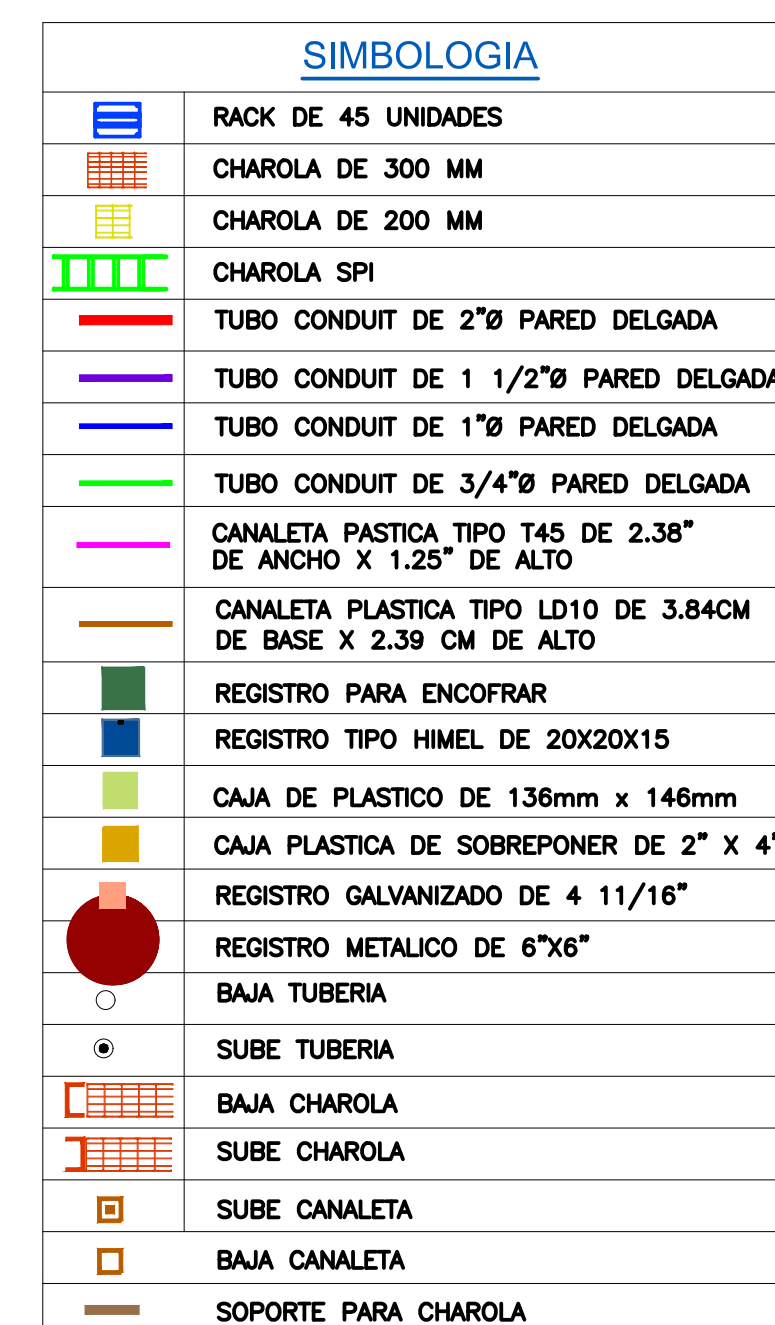 SIMBOLOGIA
RACK DE 45 UNIDADES
CHAROLA DE 300 MM
CHAROLA DE 200 MM
CHAROLA SPI
TUBO CONDUIT DE 2"Ø PARED DELGADA
TUBO CONDUIT DE 1 1/2"Ø PARED DELGADA
TUBO CONDUIT DE 1"Ø PARED DELGADA
TUBO CONDUIT DE 3/4"Ø PARED DELGADA
CANALETA PASTICA TIPO T45 DE 2.38"
DE ANCHO X 1.25" DE ALTO
CANALETA PLASTICA TIPO LD10 DE 3.84CM
DE BASE X 2.39 CM DE ALTO
REGISTRO PARA ENCOFRAR
REGISTRO TIPO HIMEL DE 20X20X15
CAJA DE PLASTICO DE 136mm x 146mm
CAJA PLASTICA DE SOBREPONER DE 2" X 4"
REGISTRO GALVANIZADO DE 4 11/16"
REGISTRO METALICO DE 6"X6"
BAJA TUBERIA
SUBE TUBERIA
BAJA CHAROLA
SUBE CHAROLA
SUBE CANALETA
BAJA CANALETA
SOPORTE PARA CHAROLA